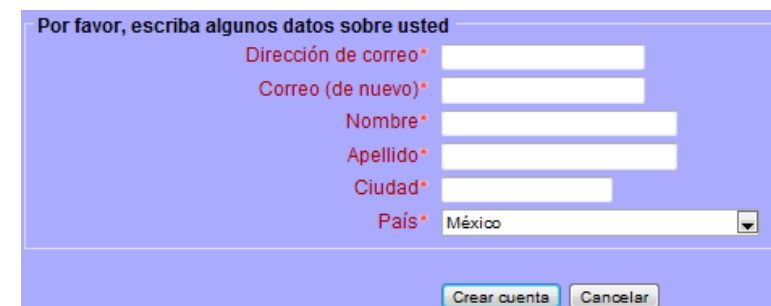 Por favor, escriba algunos datos sobre usted
Dirección de correo*
Correo (de nuevo)*
Nombre*
Apellido*
Ciudad*
País* México
Crear cuenta Cancelar